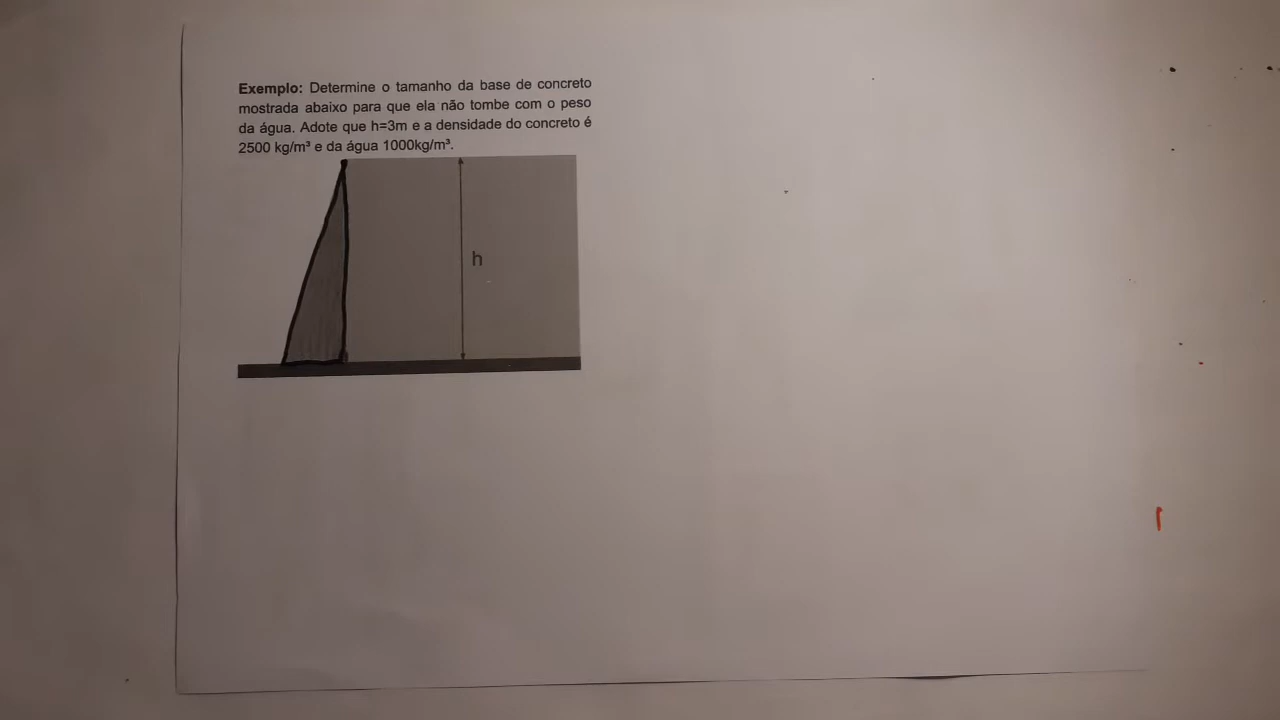 Exemplo: Determine o tamanho da base de concreto
mostrada abaixo para que ela não tombe com o peso
da água. Adote que h=3m e a densidade do concreto é
2500 kg/m³ e da água 1000kg/m³.
h